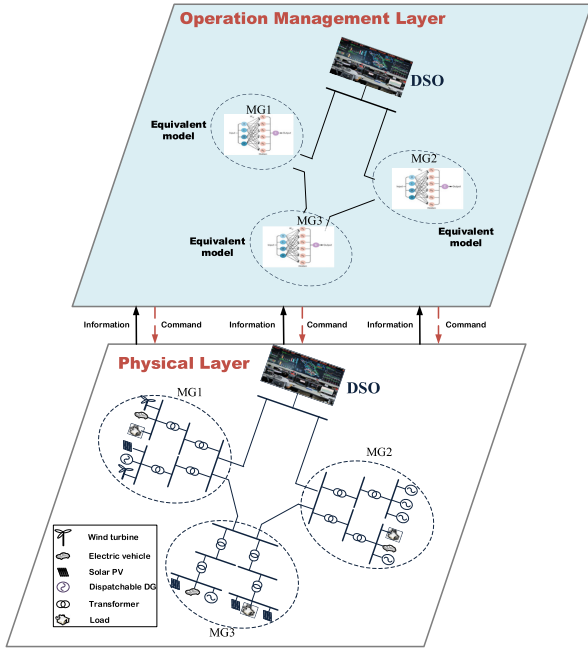 Operation Management Layer
DSO
MG1
Equivalent
model
MG2
MG3
Equivalent
model
Equivalent
model
Information
Command
Information
Command
Information
Command
Physical Layer
DSO
MG1
MG2
Wind turbine
Electric vehicle
Solar PV
Dispatchable DG
Transformer
Load
MG3